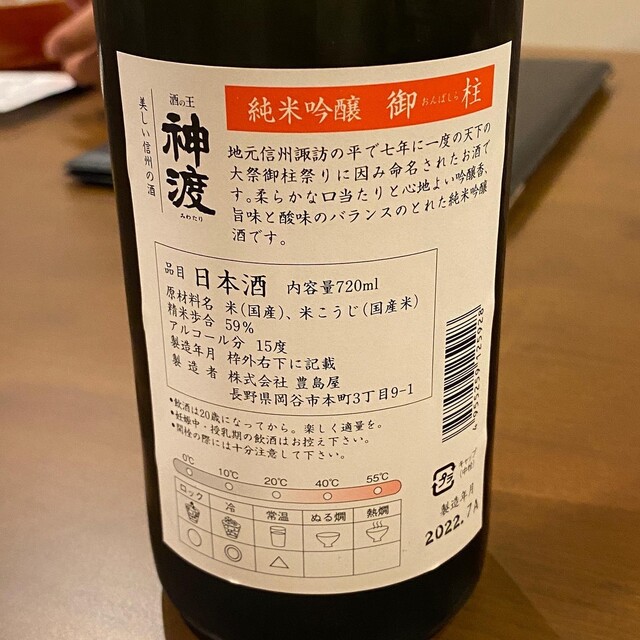 酒の王
美しい信州の酒
神渡
みわたり
純米吟醸 御柱
おんばしら
地元信州諏訪の平で七年に一度の天下の
大祭御柱祭りに因み命名されたお酒で
す。柔らかな口当たりと心地よい吟醸香、
旨味と酸味のバランスのとれた純米吟醸
酒です。
品目 日本酒 内容量720ml
原材料名 米(国産)、米こうじ(国産米)
精米歩合 59%
アルコール分 15度
製造年月 枠外右下に記載
製造者 株式会社 豊島屋
長野県岡谷市本町3丁目9-1
•飲酒は20歳になってから。楽しく適量を。
•妊娠中・授乳期の飲酒はお控え下さい。
•開栓の際には十分注意して下さい。
0℃ 10℃ 20℃ 40℃ 55℃
ロック 冷 常温 ぬる燗 熱燗
○ ◎ △
4 935259 125928
プラ
キャップ
(中栓)
製造年月
2022.7A